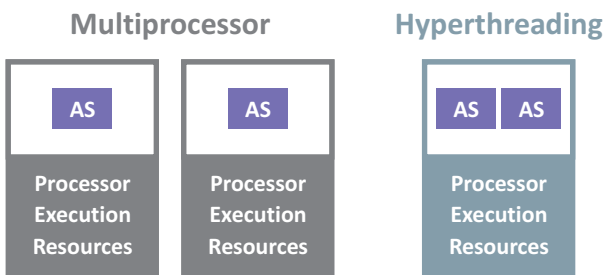 Multiprocessor
AS
Processor
Execution
Resources
AS
Processor
Execution
Resources
Hyperthreading
AS AS
Processor
Execution
Resources